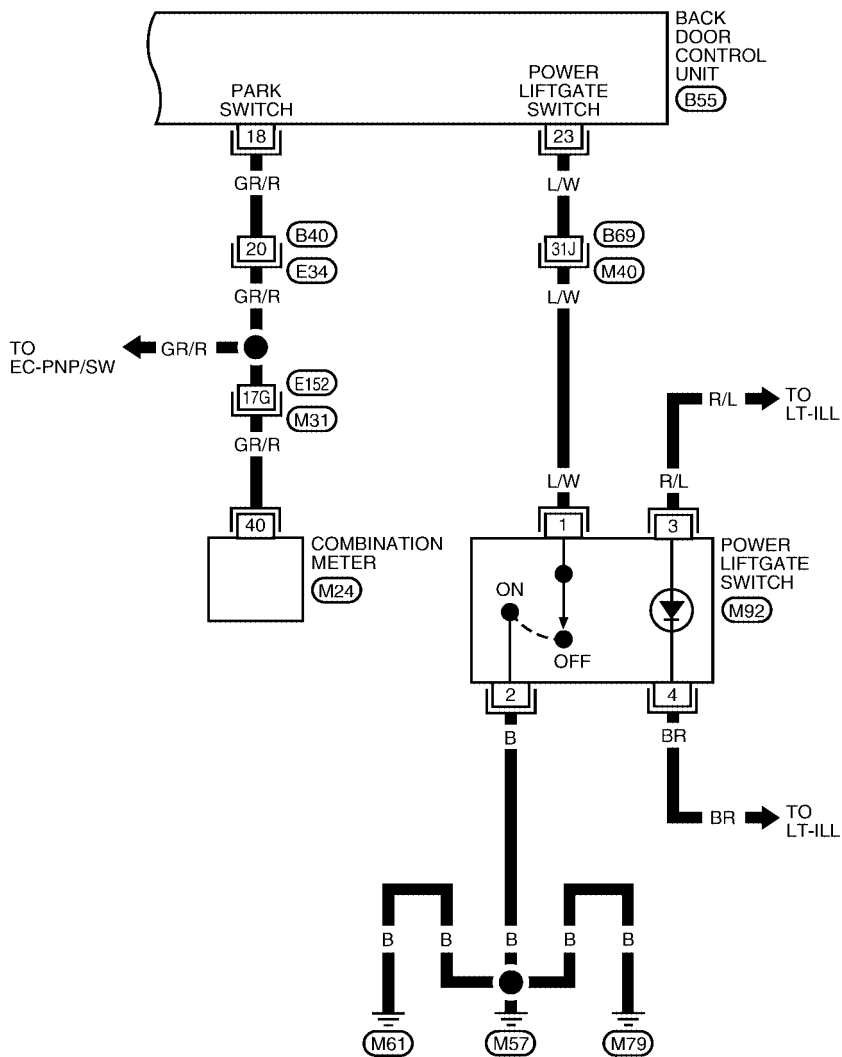 BACK
DOOR
CONTROL
UNIT
B55
PARK
SWITCH
POWER
LIFTGATE
SWITCH
18
23
GR/R
L/W
20
B40
E34
31J
B69
M40
GR/R
L/W
TO
EC-PNP/SW
GR/R
17G
E152
M31
R/L
TO
LT-ILL
GR/R
L/W
R/L
40
COMBINATION
METER
M24
1
3
POWER
LIFTGATE
SWITCH
M92
ON
OFF
2
4
B
BR
BR
TO
LT-ILL
B
B
B
B
B
M61
M57
M79